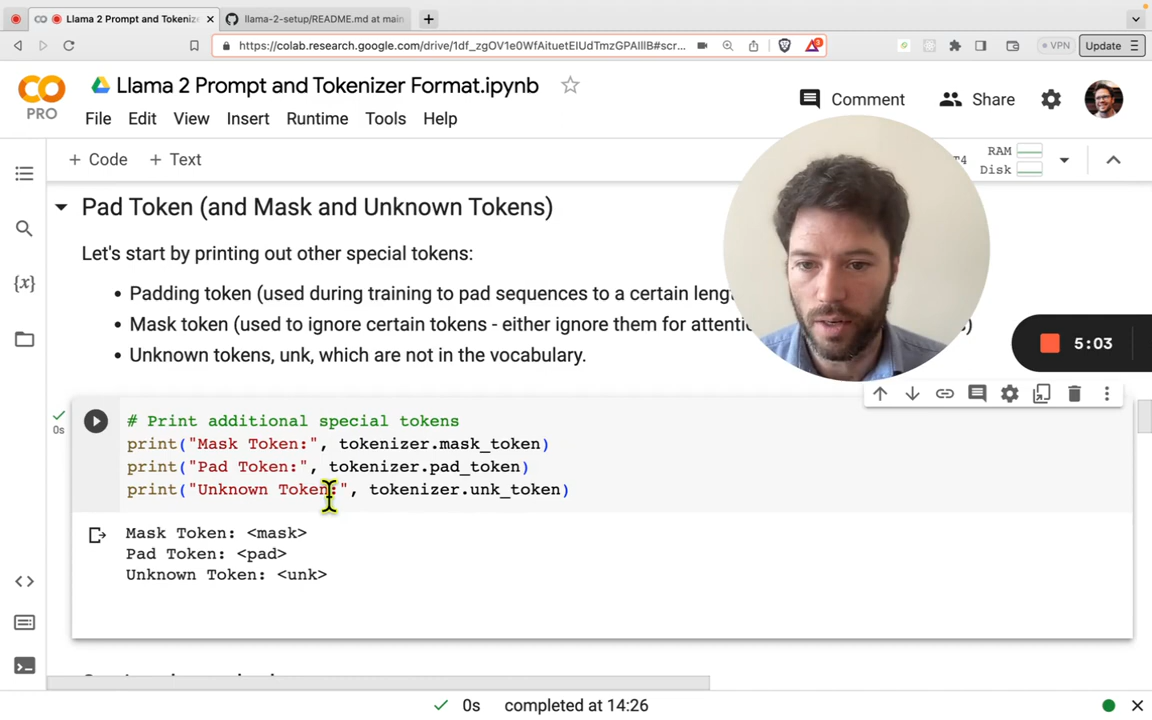 Llama 2 Prompt and Tokenize
llama-2-setup/README.md at main
https://colab.research.google.com/drive/1df_zgOV1e0WfAituetEIUdTmzGPAIllB#scr...
VPN
Update
PRO
Llama 2 Prompt and Tokenizer Format.ipynb
File Edit View Insert Runtime Tools Help
Comment
Share
+ Code + Text
T4
RAM
Disk
Pad Token (and Mask and Unknown Tokens)
Let's start by printing out other special tokens:
• Padding token (used during training to pad sequences to a certain leng
• Mask token (used to ignore certain tokens - either ignore them for attenti
• Unknown tokens, unk, which are not in the vocabulary.
5:03
0s
# Print additional special tokens
print("Mask Token:", tokenizer.mask_token)
print("Pad Token:", tokenizer.pad_token)
print("Unknown Token:", tokenizer.unk_token)
Mask Token: <mask>
Pad Token: <pad>
Unknown Token: <unk>
0s completed at 14:26